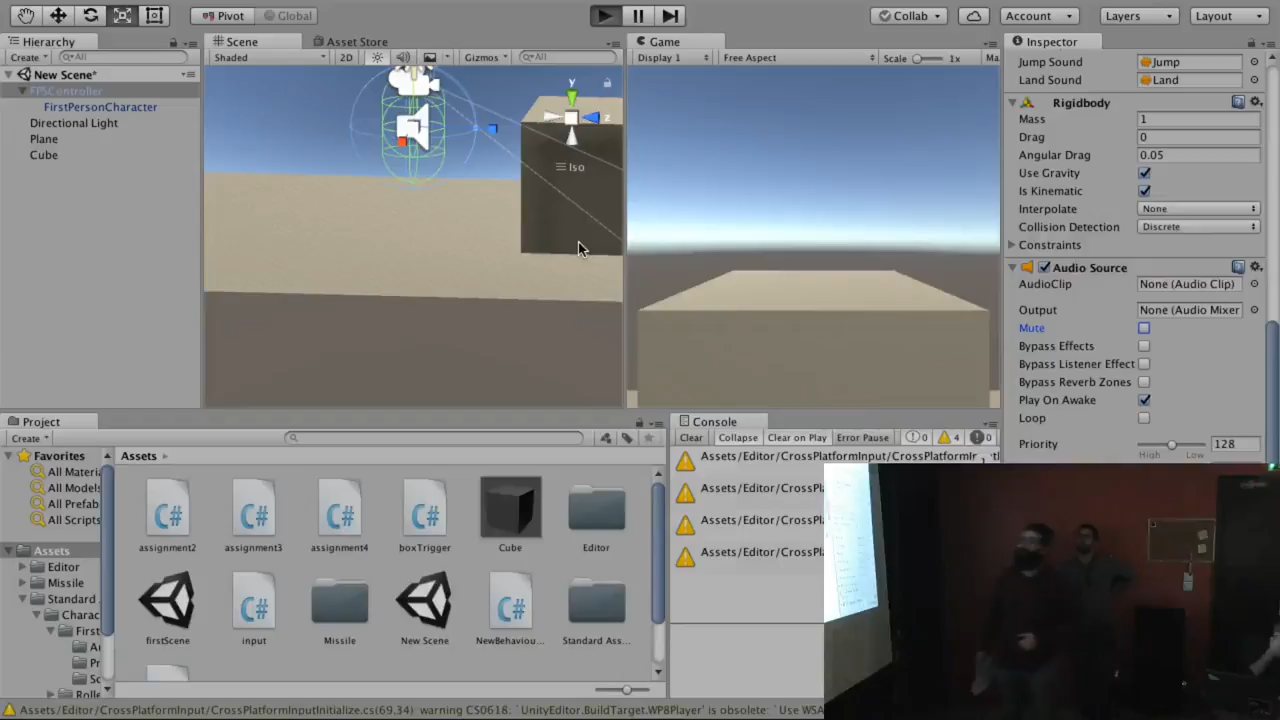 Pivot Global Collab Account Layers Layout
Hierarchy Scene Asset Store Game Inspector
Create All Shaded 2D Gizmos All Display 1 Free Aspect Scale 1x Ma
New Scene*
FPSController
FirstPersonCharacter
Directional Light
Plane
Cube
y
z
Iso
Jump Sound Jump
Land Sound Land
Rigidbody
Mass 1
Drag 0
Angular Drag 0.05
Use Gravity
Is Kinematic
Interpolate None
Collision Detection Discrete
Constraints
Audio Source
AudioClip None (Audio Clip)
Output None (Audio Mixer
Mute
Bypass Effects
Bypass Listener Effect
Bypass Reverb Zones
Play On Awake
Loop
Priority 128
High Low
Project
Create
Favorites
All Materia
All Models
All Prefab
All Scripts
Assets
Editor
Missile
Standard
Charac
First
Pr
Sc
Rolle
Assets
assignment2 assignment3 assignment4 boxTrigger Cube Editor
firstScene input Missile New Scene NewBehaviou... Standard Ass...
Console
Clear Collapse Clear on Play Error Pause 0 4 0
Assets/Editor/CrossPlatformInput/CrossPlatformIr
Assets/Editor/CrossPla
Assets/Editor/CrossPla
Assets/Editor/CrossPla
Assets/Editor/CrossPlatformInput/CrossPlatformInputInitialize.cs(69,34): warning CS0618: `UnityEditor.BuildTarget.WP8Player' is obsolete: `Use WSA